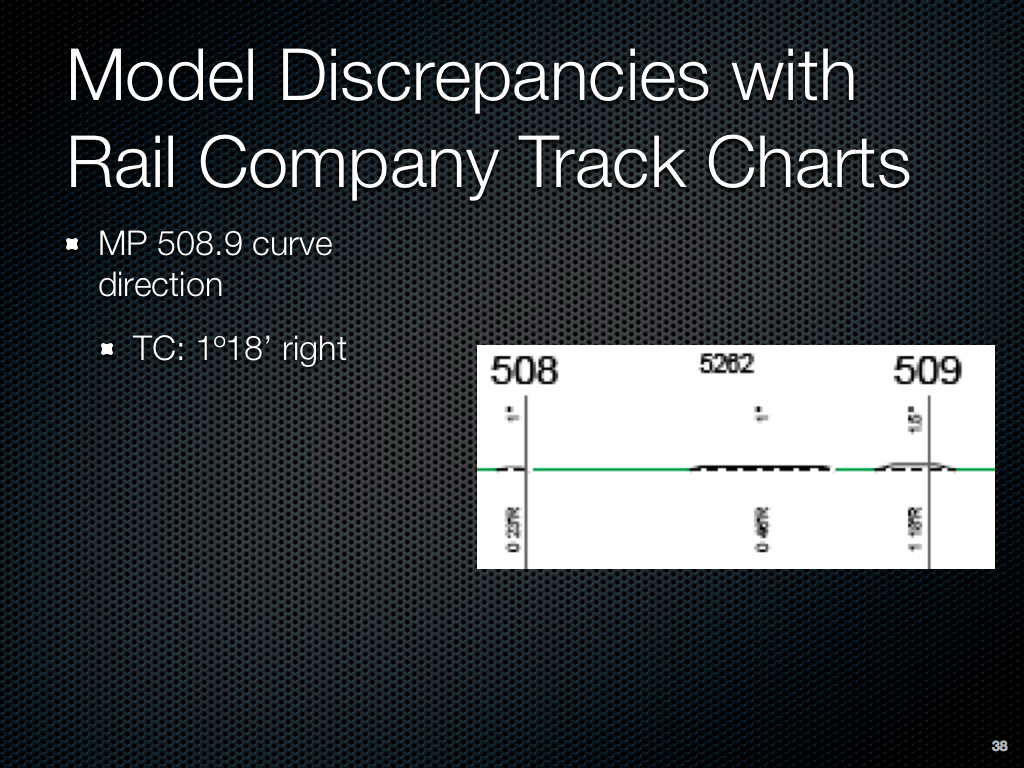 Model Discrepancies with
Rail Company Track Charts
MP 508.9 curve
direction
TC: 1º18’ right
508 5262 509
1" 1" 1.5"
0 23'R 0 46'R 1 18'R
38